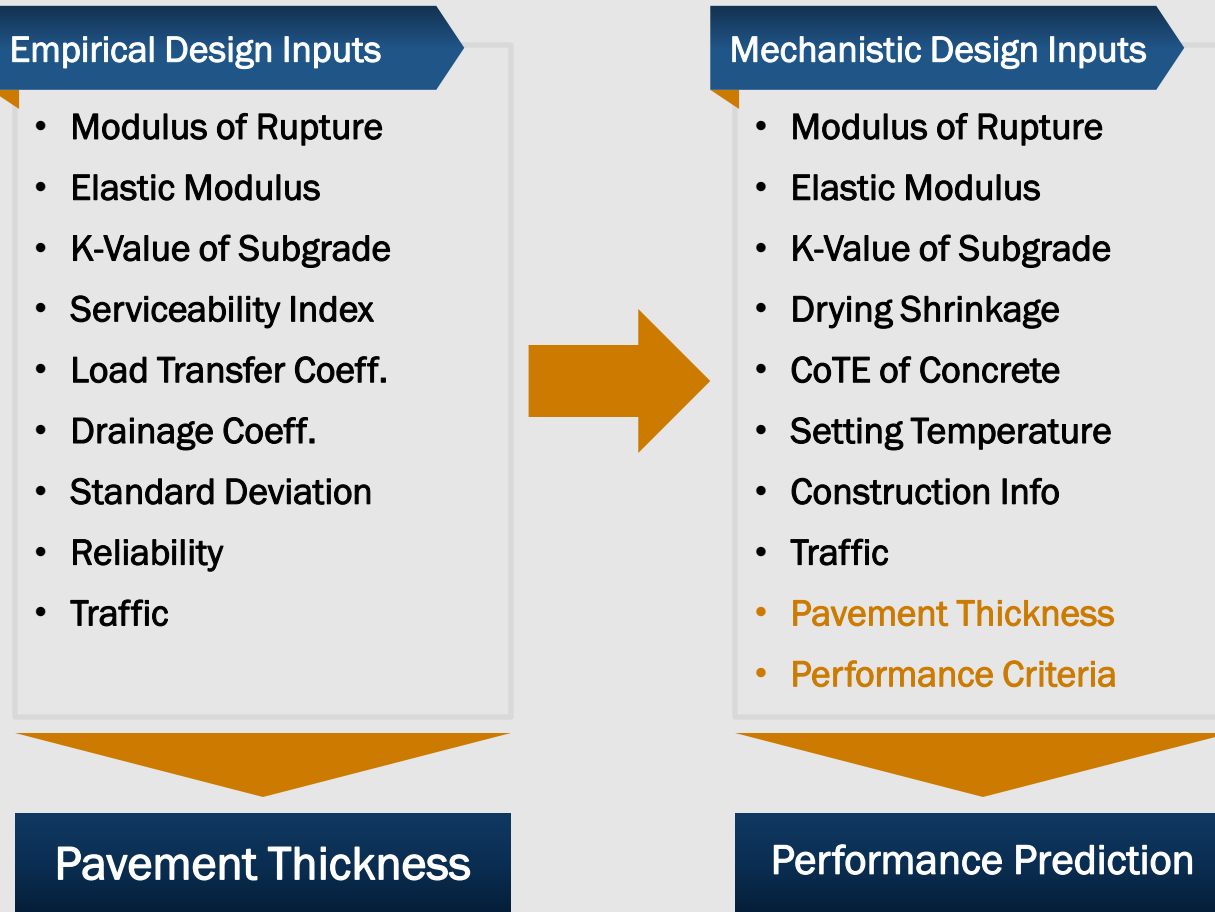 Empirical Design Inputs
• Modulus of Rupture
• Elastic Modulus
• K-Value of Subgrade
• Serviceability Index
• Load Transfer Coeff.
• Drainage Coeff.
• Standard Deviation
• Reliability
• Traffic
Pavement Thickness
Mechanistic Design Inputs
• Modulus of Rupture
• Elastic Modulus
• K-Value of Subgrade
• Drying Shrinkage
• CoTE of Concrete
• Setting Temperature
• Construction Info
• Traffic
• Pavement Thickness
• Performance Criteria
Performance Prediction